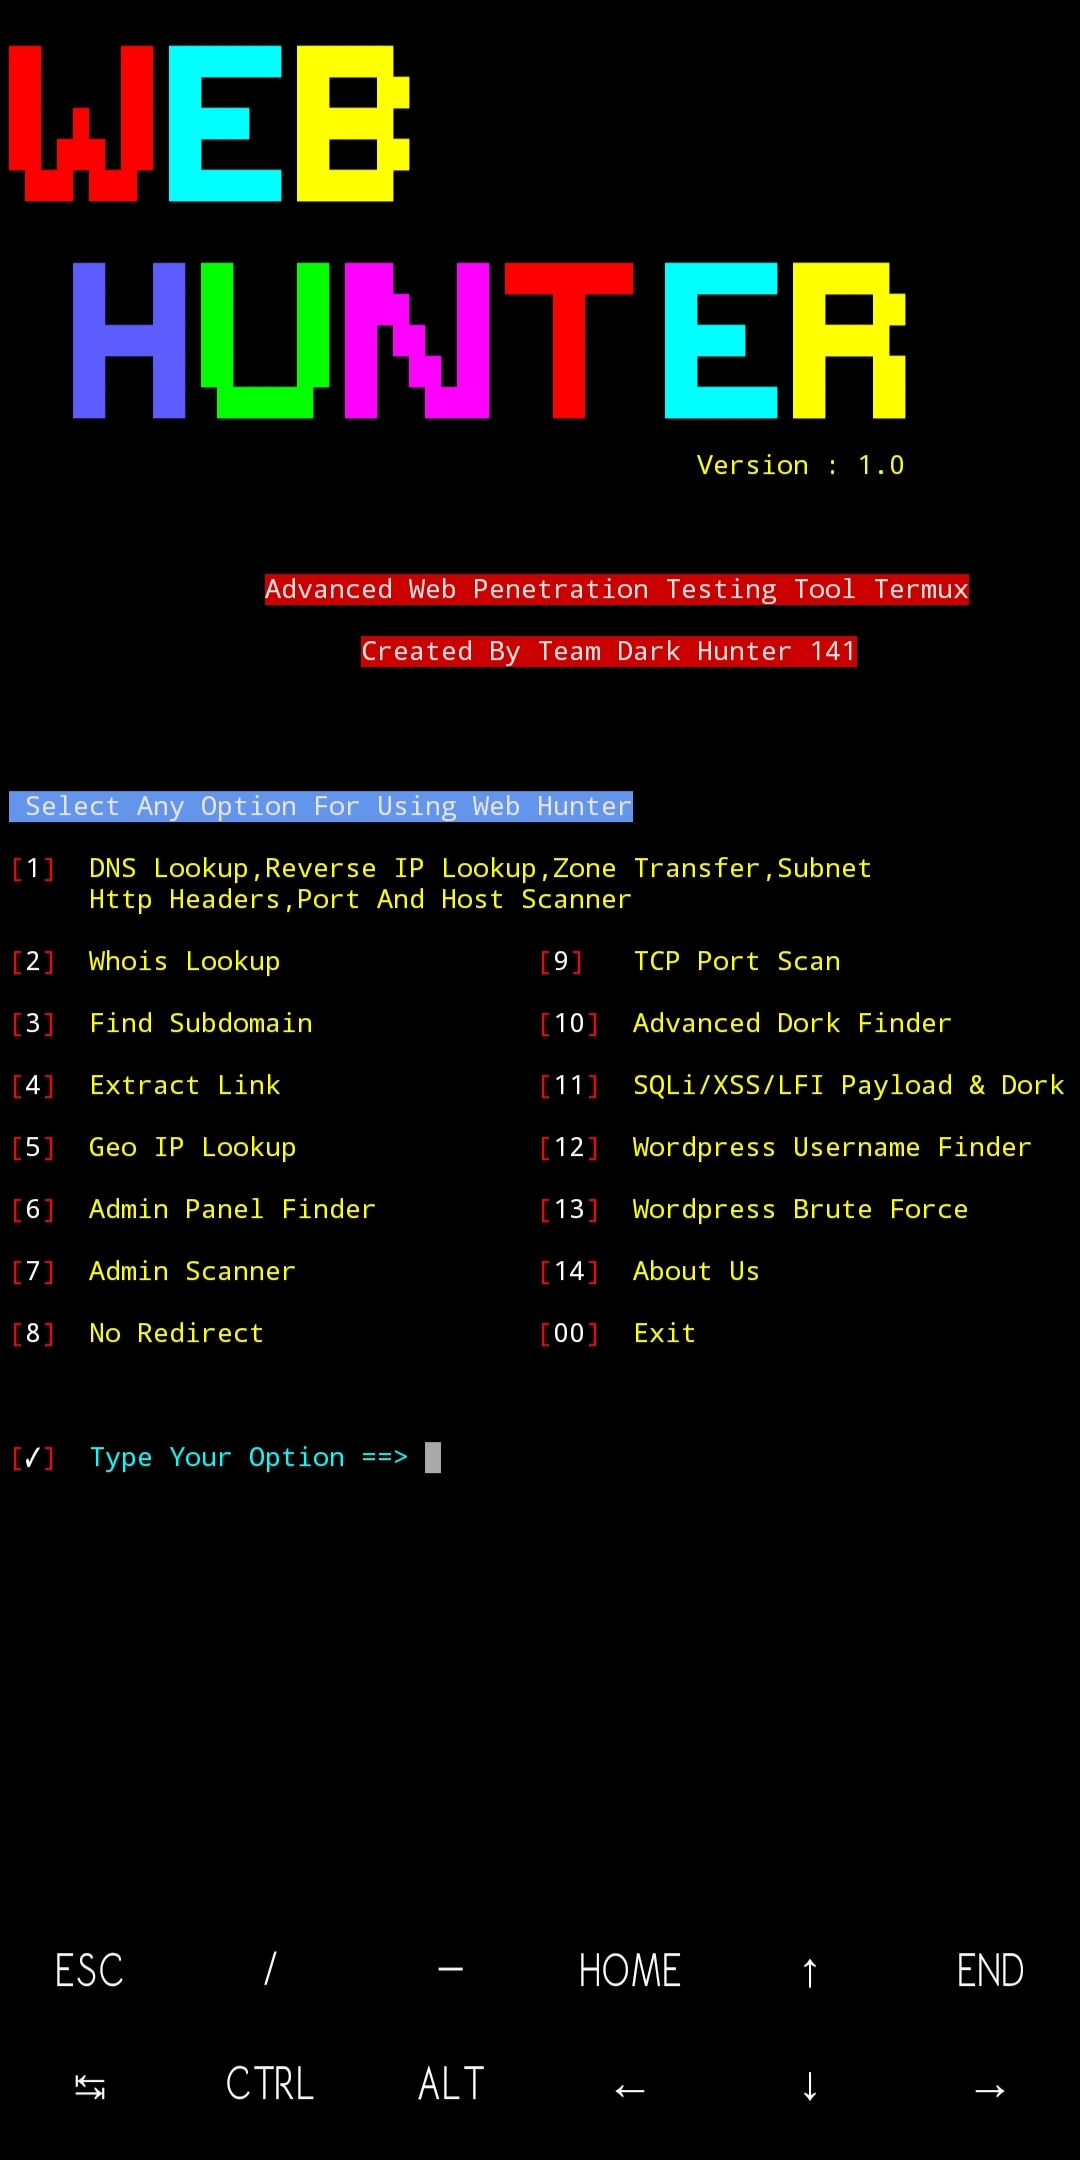 WEB
HUNTER
Version : 1.0
Advanced Web Penetration Testing Tool Termux
Created By Team Dark Hunter 141
Select Any Option For Using Web Hunter
[1] DNS Lookup,Reverse IP Lookup,Zone Transfer,Subnet
Http Headers,Port And Host Scanner
[2] Whois Lookup [9] TCP Port Scan
[3] Find Subdomain [10] Advanced Dork Finder
[4] Extract Link [11] SQLi/XSS/LFI Payload & Dork
[5] Geo IP Lookup [12] Wordpress Username Finder
[6] Admin Panel Finder [13] Wordpress Brute Force
[7] Admin Scanner [14] About Us
[8] No Redirect [00] Exit
[✓] Type Your Option ==>
ESC / — HOME ↑ END
↹ CTRL ALT ← ↓ →